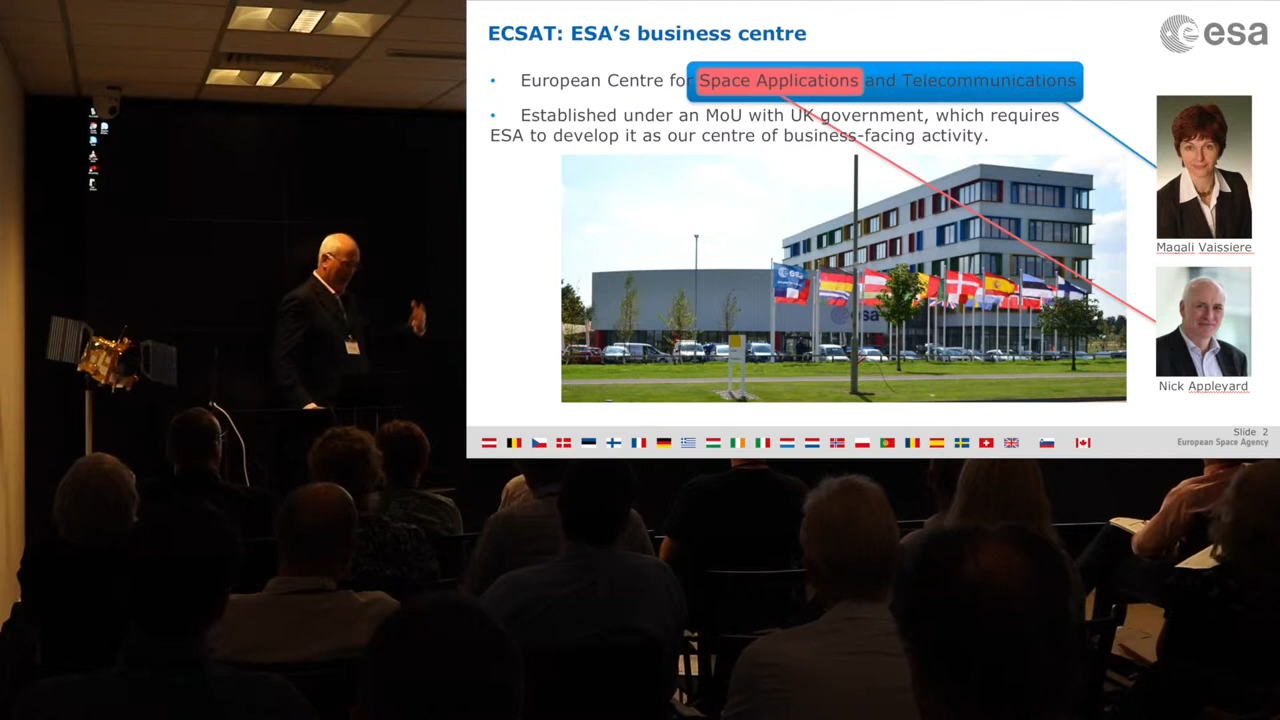 ECSAT: ESA's business centre
esa
• European Centre for Space Applications and Telecommunications
• Established under an MoU with UK government, which requires
ESA to develop it as our centre of business-facing activity.
esa
esa
Magali Vaissiere
Nick Appleyard
Slide 2
European Space Agency